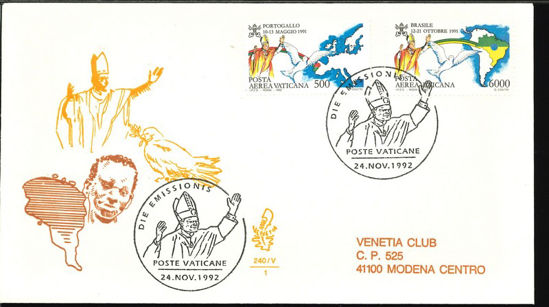 PORTOGALLO
10-13 MAGGIO 1991
POSTA
AEREA VATICANA
500
BRASILE
12-21 OTTOBRE 1991
POSTA
AEREA VATICANA
6000
DIE EMISSIONIS
POSTE VATICANE
24.NOV.1992
DIE EMISSIONIS
POSTE VATICANE
24.NOV.1992
240/V
1
VENETIA CLUB
C. P. 525
41100 MODENA CENTRO